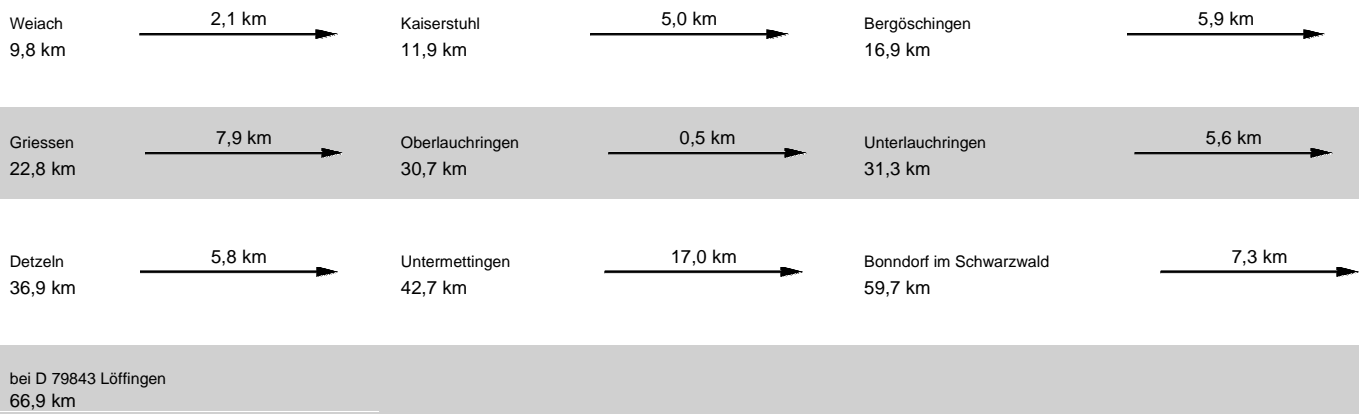 Weiach 2,1 km Kaiserstuhl 5,0 km Bergöschingen 5,9 km
9,8 km 11,9 km 16,9 km
Griessen 7,9 km Oberlauchringen 0,5 km Unterlauchringen 5,6 km
22,8 km 30,7 km 31,3 km
Detzeln 5,8 km Untermettingen 17,0 km Bonndorf im Schwarzwald 7,3 km
36,9 km 42,7 km 59,7 km
bei D 79843 Löffingen
66,9 km